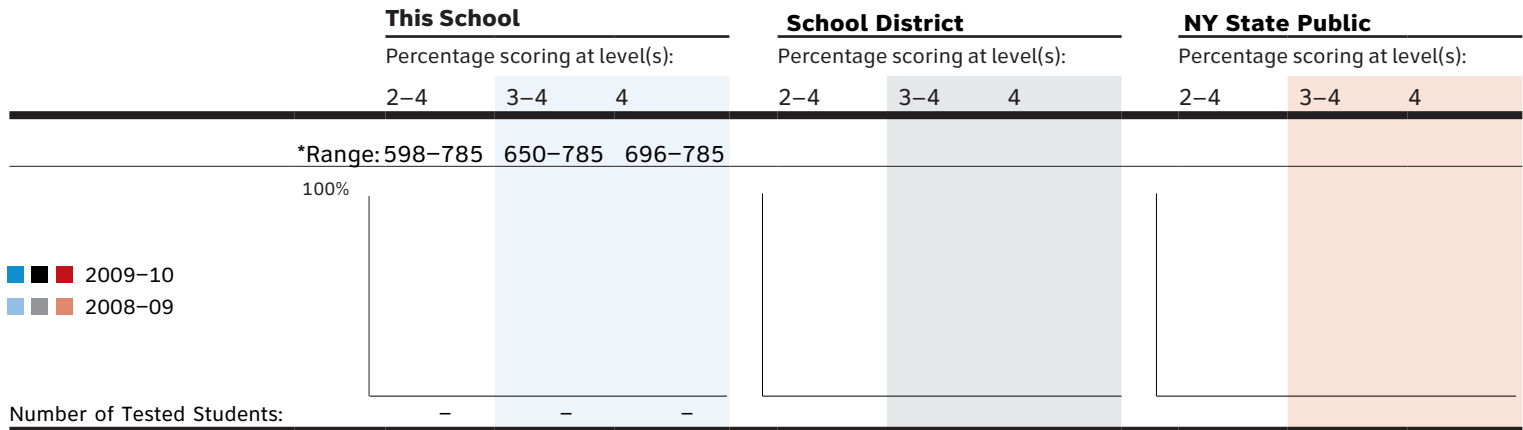 This School School District NY State Public
Percentage scoring at level(s): Percentage scoring at level(s): Percentage scoring at level(s):
2–4 3–4 4 2–4 3–4 4 2–4 3–4 4
*Range: 598–785 650–785 696–785
100%
2009–10
2008–09
Number of Tested Students: – – –